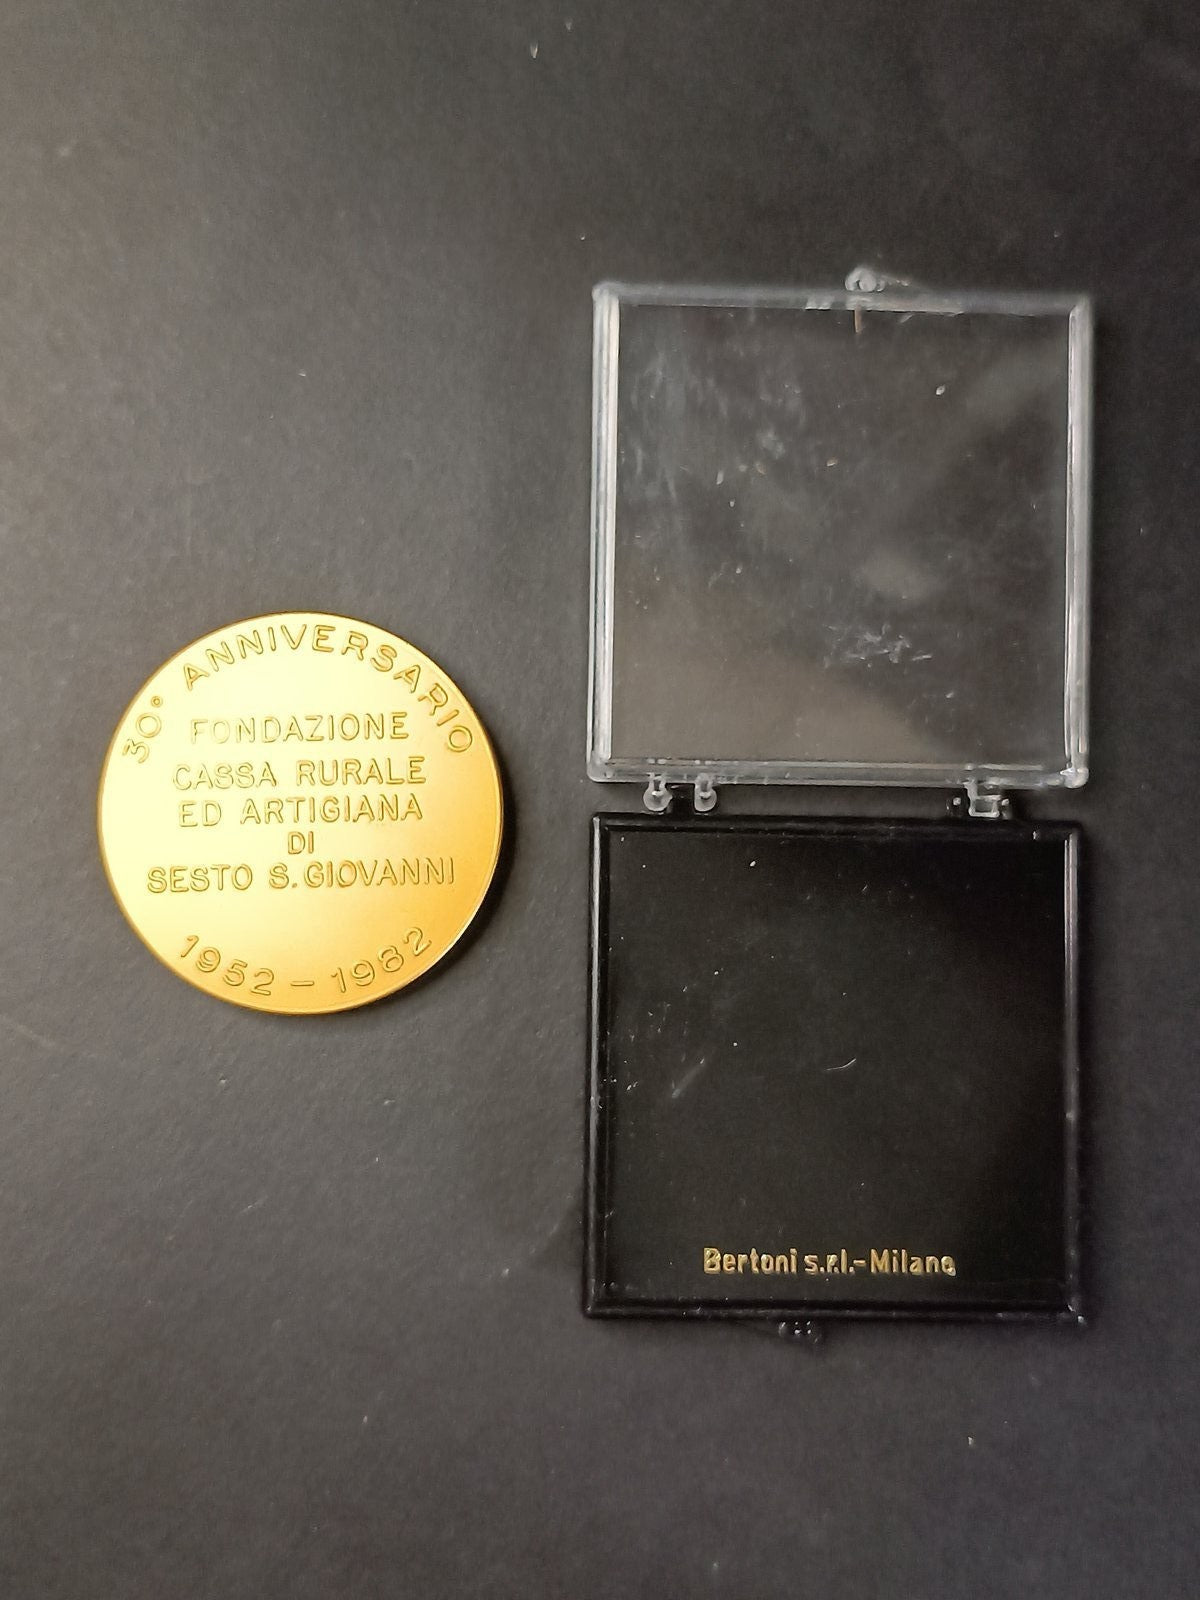 30° ANNIVERSARIO
FONDAZIONE
CASSA RURALE
ED ARTIGIANA
DI
SESTO S. GIOVANNI
1952 - 1982
Bertoni s.r.l.-Milano